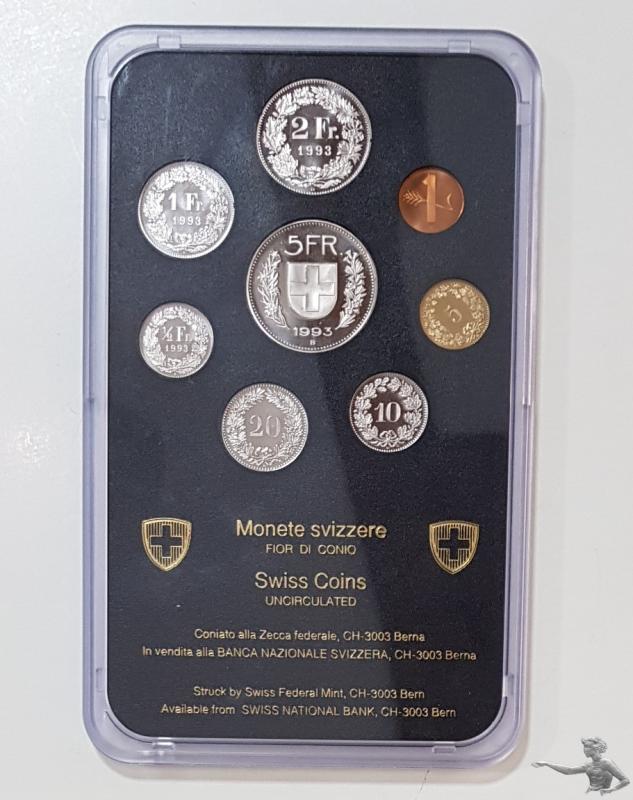 2 Fr.
1993
1 Fr.
1993
1
5 FR
1993
B
5
½ Fr.
1993
20
10
Monete svizzere
FIOR DI CONIO
Swiss Coins
UNCIRCULATED
Coniato alla Zecca federale, CH-3003 Berna
In vendita alla BANCA NAZIONALE SVIZZERA, CH-3003 Berna
Struck by Swiss Federal Mint, CH-3003 Bern
Available from SWISS NATIONAL BANK, CH-3003 Bern